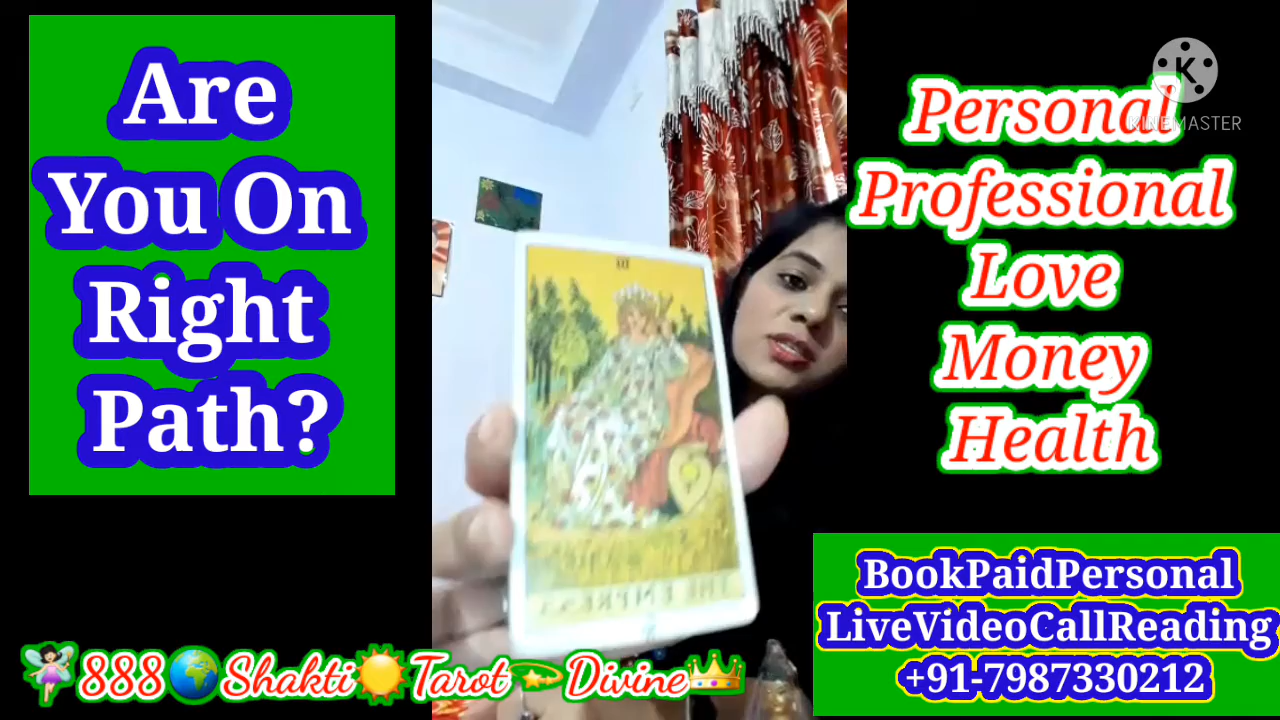 Are
You On
Right
Path?
III
THE EMPRESS
Personal
Professional
Love
Money
Health
K
KINEMASTER
BookPaidPersonal
LiveVideoCallReading
+91-7987330212
🧚🏻‍♀️888🌍Shakti☀️Tarot💫Divine👑